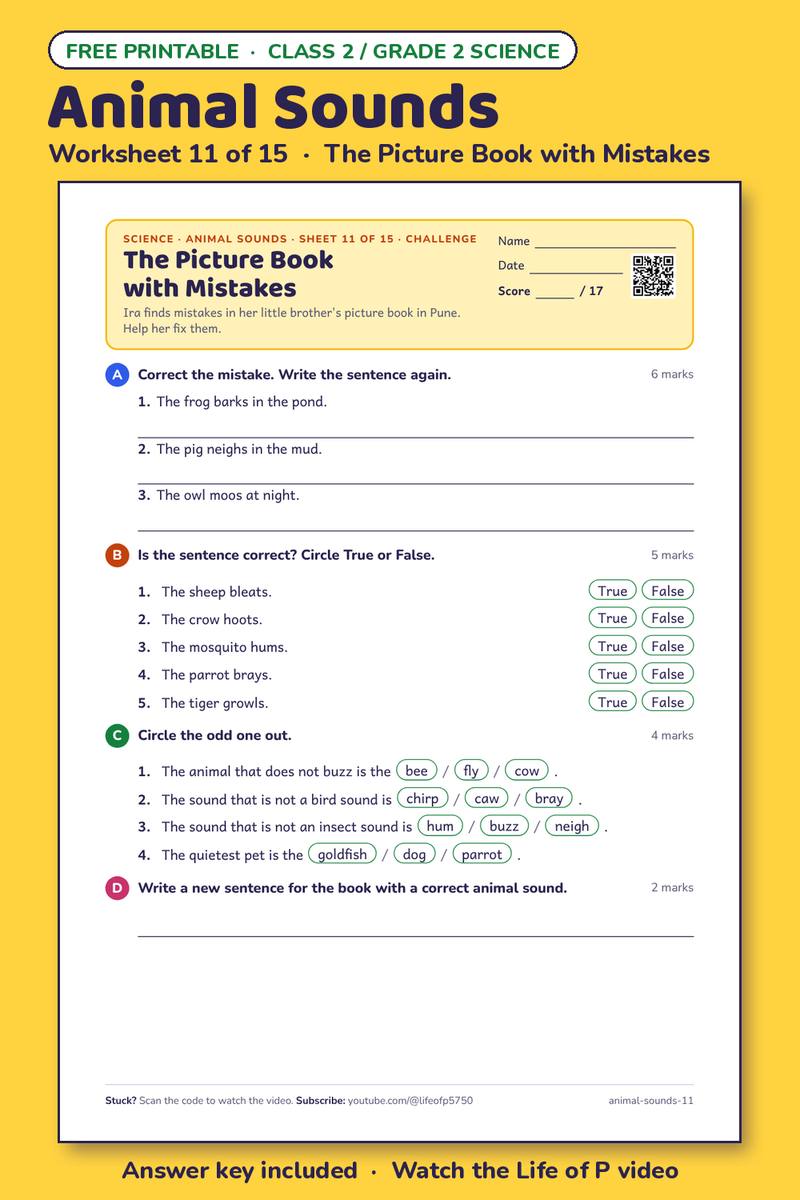 FREE PRINTABLE · CLASS 2 / GRADE 2 SCIENCE
Animal Sounds
Worksheet 11 of 15 · The Picture Book with Mistakes
SCIENCE · ANIMAL SOUNDS · SHEET 11 OF 15 · CHALLENGE
The Picture Book
with Mistakes
Ira finds mistakes in her little brother's picture book in Pune.
Help her fix them.
Name
Date
Score / 17
A Correct the mistake. Write the sentence again. 6 marks
1. The frog barks in the pond.
2. The pig neighs in the mud.
3. The owl moos at night.
B Is the sentence correct? Circle True or False. 5 marks
1. The sheep bleats. True False
2. The crow hoots. True False
3. The mosquito hums. True False
4. The parrot brays. True False
5. The tiger growls. True False
C Circle the odd one out. 4 marks
1. The animal that does not buzz is the bee / fly / cow .
2. The sound that is not a bird sound is chirp / caw / bray .
3. The sound that is not an insect sound is hum / buzz / neigh .
4. The quietest pet is the goldfish / dog / parrot .
D Write a new sentence for the book with a correct animal sound. 2 marks
Stuck? Scan the code to watch the video. Subscribe: youtube.com/@lifeofp5750 animal-sounds-11
Answer key included · Watch the Life of P video